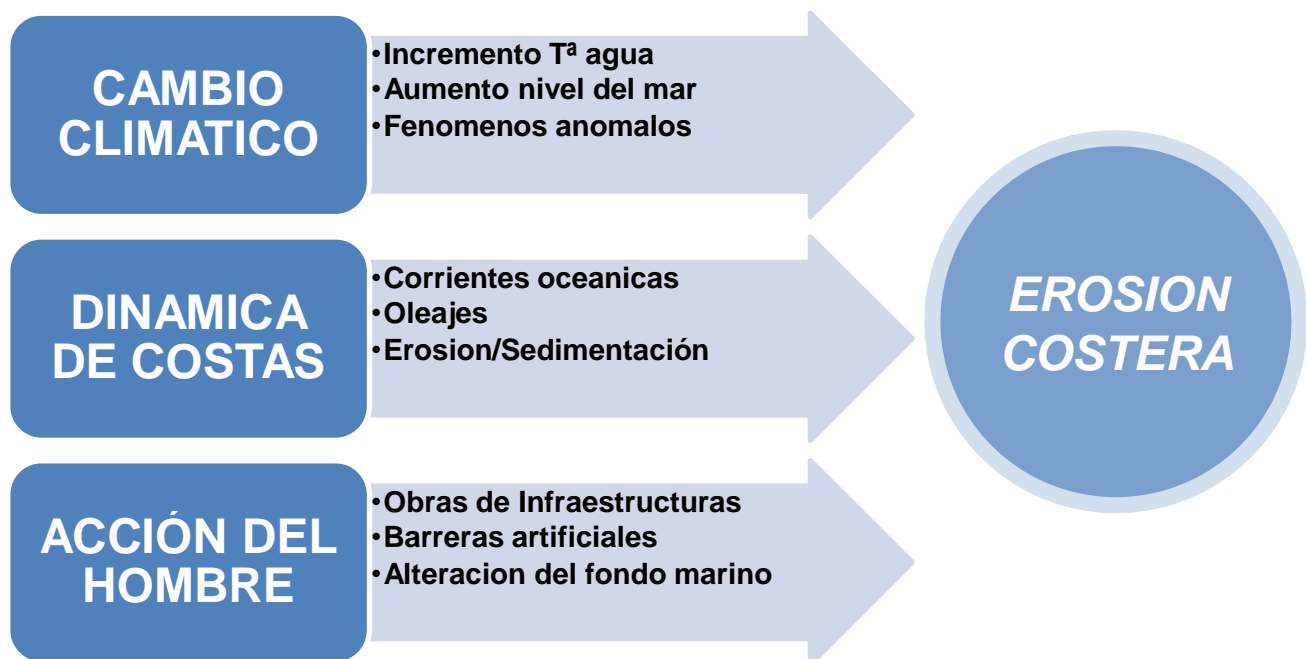 CAMBIO
CLIMATICO
•Incremento Tª agua
•Aumento nivel del mar
•Fenomenos anomalos
DINAMICA
DE COSTAS
•Corrientes oceanicas
•Oleajes
•Erosion/Sedimentación
ACCIÓN DEL
HOMBRE
•Obras de Infraestructuras
•Barreras artificiales
•Alteracion del fondo marino
EROSION
COSTERA